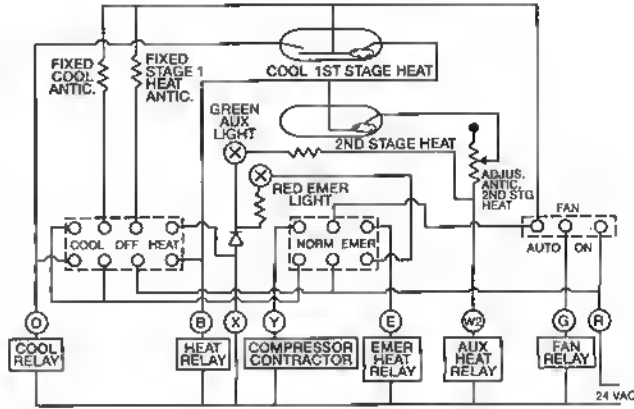 FIXED
COOL
ANTIC.
FIXED
STAGE 1
HEAT
ANTIC.
COOL 1ST STAGE HEAT
GREEN
AUX
LIGHT
2ND STAGE HEAT
RED EMER
LIGHT
ADJUS.
ANTIC.
2ND STG
HEAT
FAN
COOL OFF HEAT
NORM EMER
AUTO ON
O
B
X
Y
E
W2
G
R
COOL
RELAY
HEAT
RELAY
COMPRESSOR
CONTRACTOR
EMER
HEAT
RELAY
AUX
HEAT
RELAY
FAN
RELAY
24 VAC